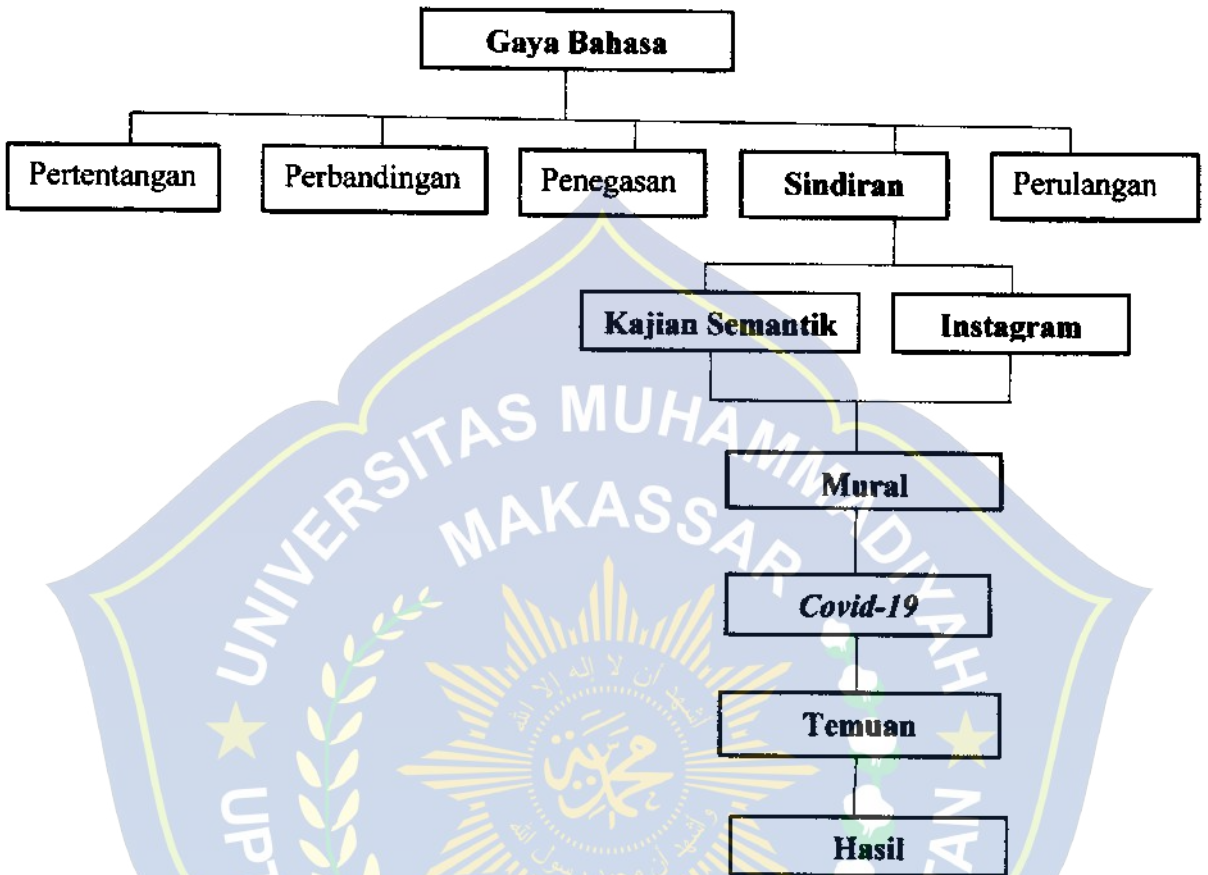 Gaya Bahasa
Pertentangan
Perbandingan
Penegasan
Sindiran
Perulangan
Kajian Semantik
Instagram
Mural
Covid-19
Temuan
Hasil
UNIVERSITAS MUHAMMADIYAH
MAKASSAR